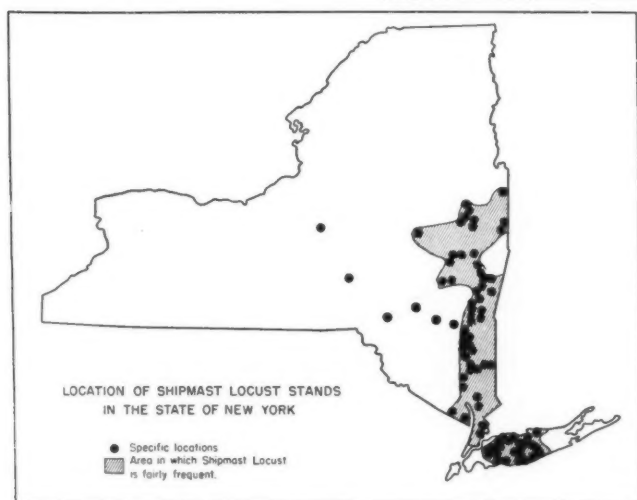 LOCATION OF SHIPMAST LOCUST STANDS
IN THE STATE OF NEW YORK
Specific locations
Area in which Shipmast Locust
is fairly frequent.